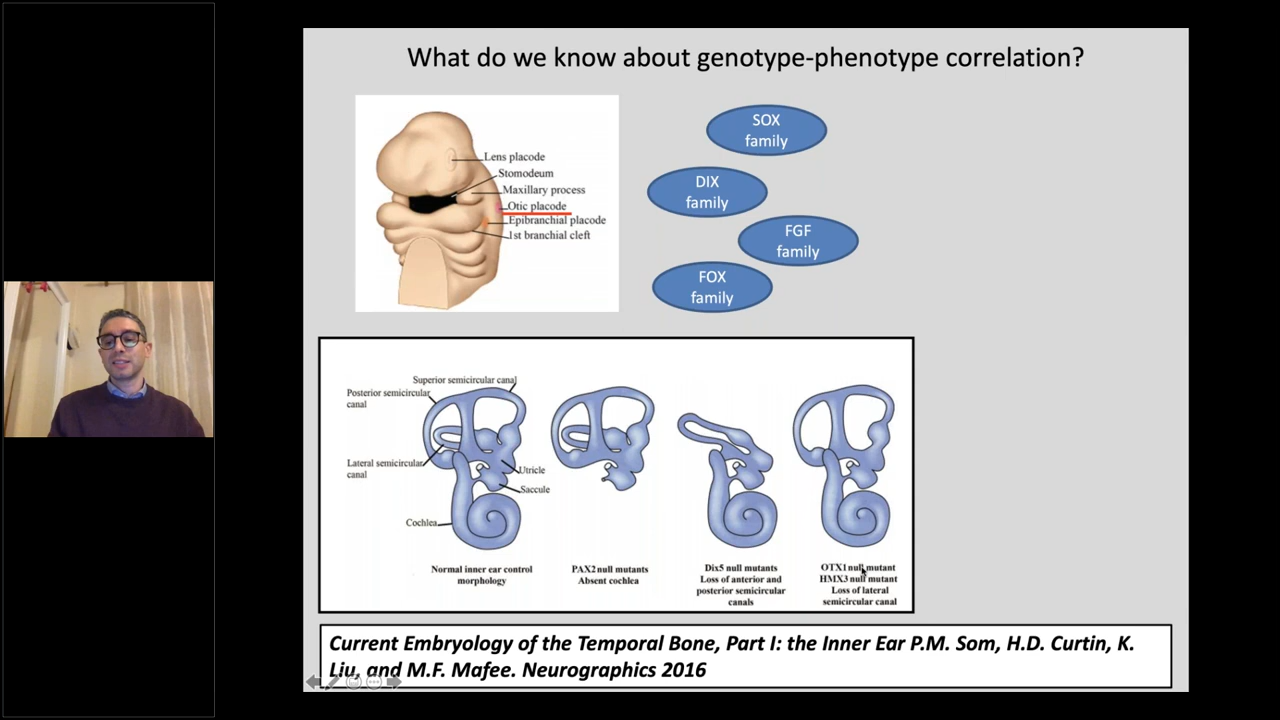 What do we know about genotype-phenotype correlation?
Lens placode
Stomodeum
Maxillary process
Otic placode
Epibranchial placode
1st branchial cleft
SOX
family
DIX
family
FGF
family
FOX
family
Superior semicircular canal
Posterior semicircular
canal
Lateral semicircular
canal
Utricle
Saccule
Cochlea
Normal inner ear control
morphology
PAX2 null mutants
Absent cochlea
Dix5 null mutants
Loss of anterior and
posterior semicircular
canals
OTX1 null mutant
HMX3 null mutant
Loss of lateral
semicircular canal
Current Embryology of the Temporal Bone, Part I: the Inner Ear P.M. Som, H.D. Curtin, K.
Liu, and M.F. Mafee. Neurographics 2016